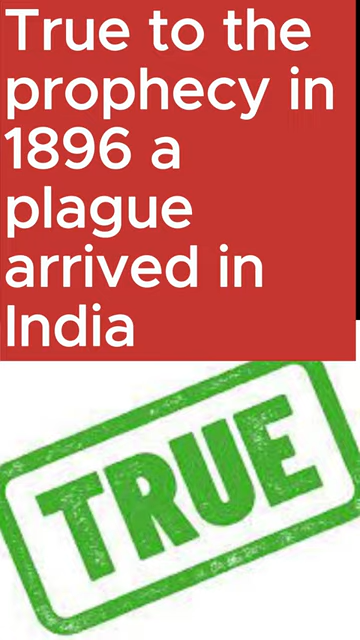 True to the
prophecy in
1896 a
plague
arrived in
India
TRUE